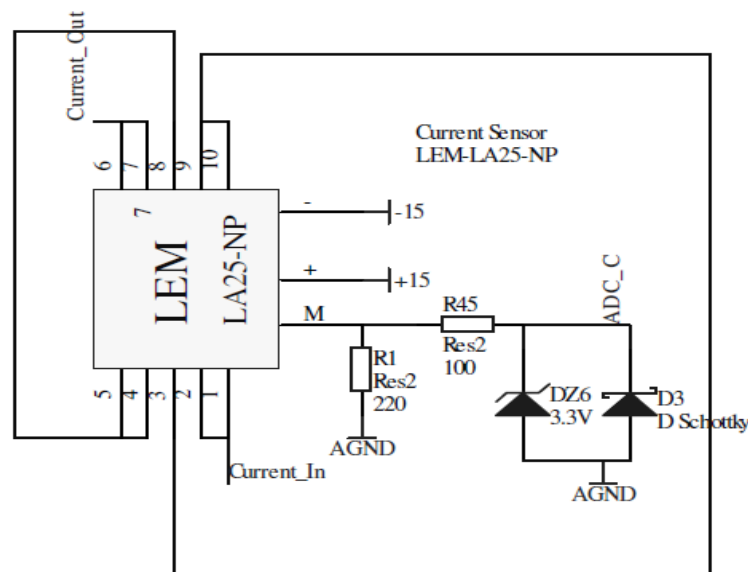 Current_Out
6
7
8
9
10
Current Sensor
LEM-LA25-NP
7
LEM
LA25-NP
-
-15
+
+15
M
R45
Res2
100
ADC_C
R1
Res2
220
AGND
DZ6
3.3V
D3
D Schottky
AGND
5
4
3
2
1
Current_In